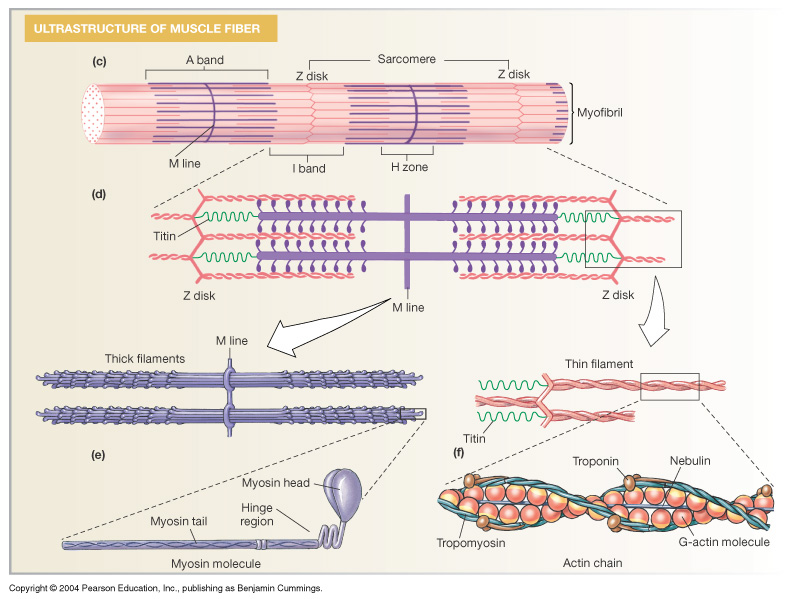 ULTRASTRUCTURE OF MUSCLE FIBER
(c)
A band
Sarcomere
Z disk
Z disk
Myofibril
M line
I band
H zone
(d)
Titin
Z disk
M line
Z disk
M line
Thick filaments
Thin filament
Titin
(e)
(f)
Myosin head
Hinge
region
Myosin tail
Myosin molecule
Troponin
Nebulin
Tropomyosin
G-actin molecule
Actin chain
Copyright © 2004 Pearson Education, Inc., publishing as Benjamin Cummings.